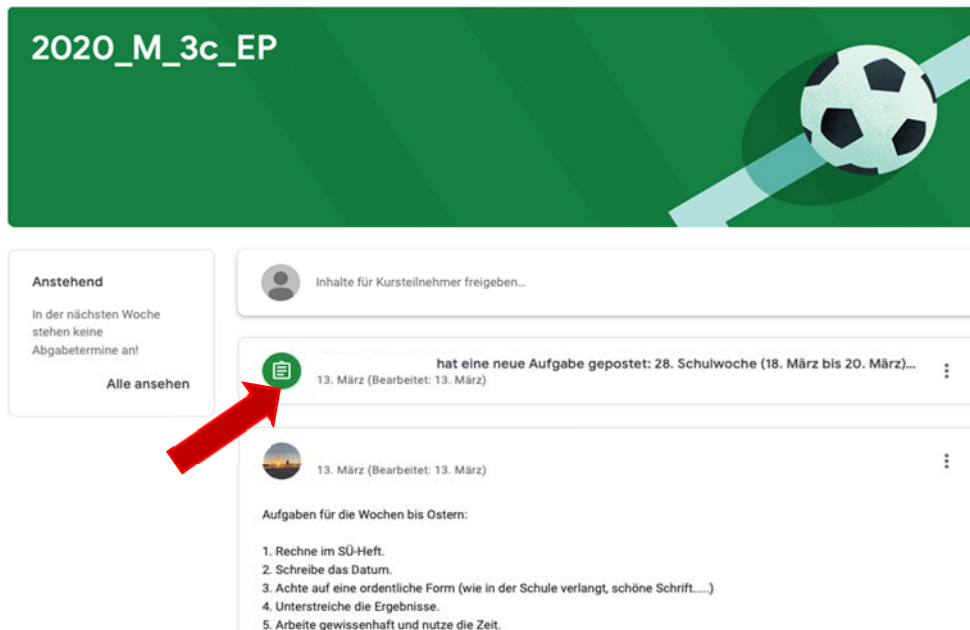 2020_M_3c_EP
Anstehend
In der nächsten Woche
stehen keine
Abgabetermine an!
Alle ansehen
Inhalte für Kursteilnehmer freigeben...
hat eine neue Aufgabe gepostet: 28. Schulwoche (18. März bis 20. März)...
13. März (Bearbeitet: 13. März)
13. März (Bearbeitet: 13. März)
Aufgaben für die Wochen bis Ostern:
1. Rechne im SÜ-Heft.
2. Schreibe das Datum.
3. Achte auf eine ordentliche Form (wie in der Schule verlangt, schöne Schrift.....)
4. Unterstreiche die Ergebnisse.
5. Arbeite gewissenhaft und nutze die Zeit.